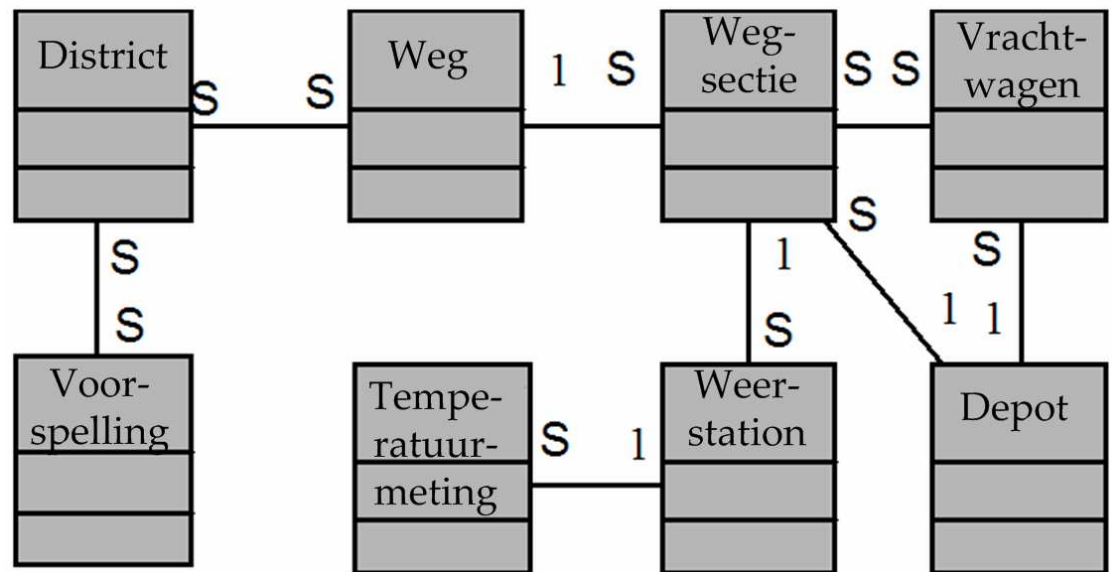 District
Weg
Weg-
sectie
Vracht-
wagen
S
S
1
S
S
S
S
S
S
1
S
1
1
S
S
Voor-
spelling
Tempe-
ratuur-
meting
S
1
Weer-
station
Depot